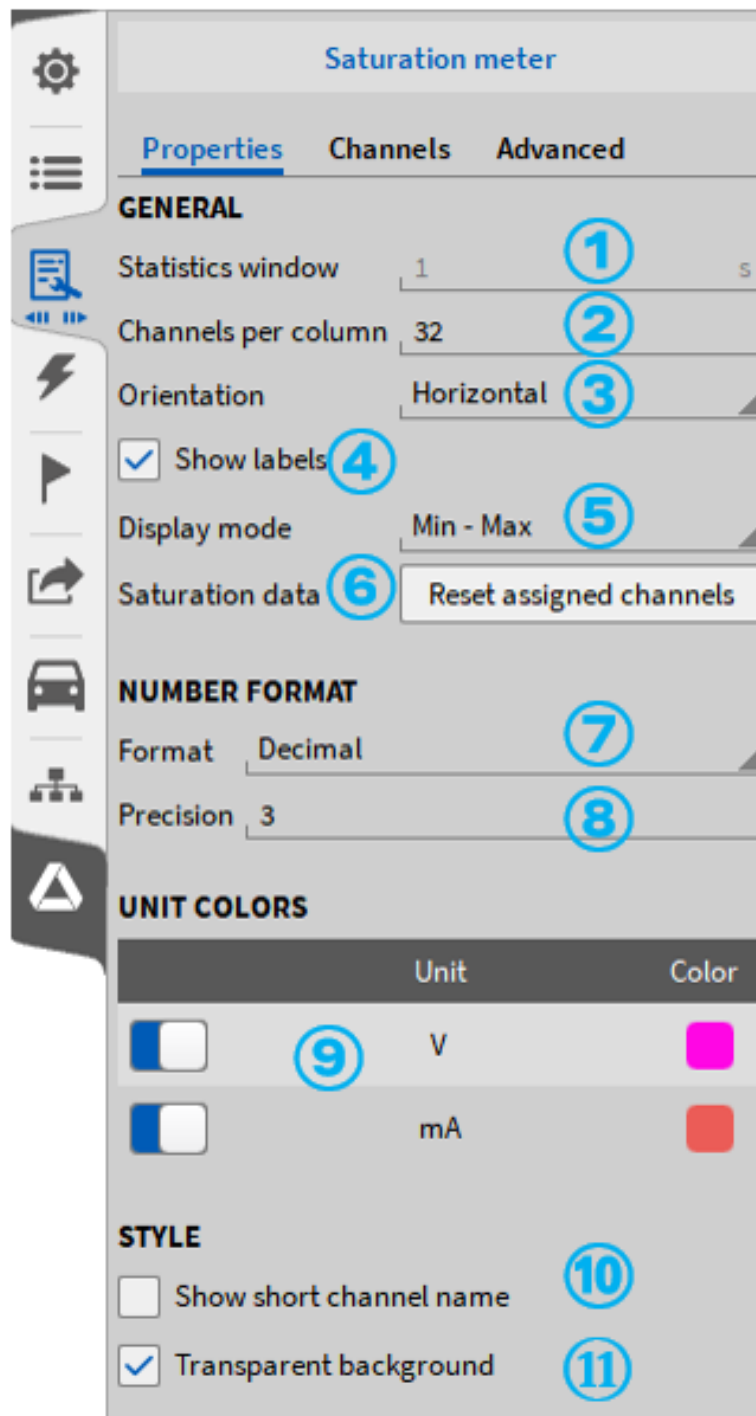 Saturation meter
Properties Channels Advanced
GENERAL
Statistics window 1 ① s
Channels per column 32 ②
Orientation Horizontal ③
Show labels ④
Display mode Min - Max ⑤
Saturation data ⑥ Reset assigned channels
NUMBER FORMAT
Format Decimal ⑦
Precision 3 ⑧
UNIT COLORS
Unit Color
⑨ V
mA
STYLE
Show short channel name ⑩
Transparent background ⑪